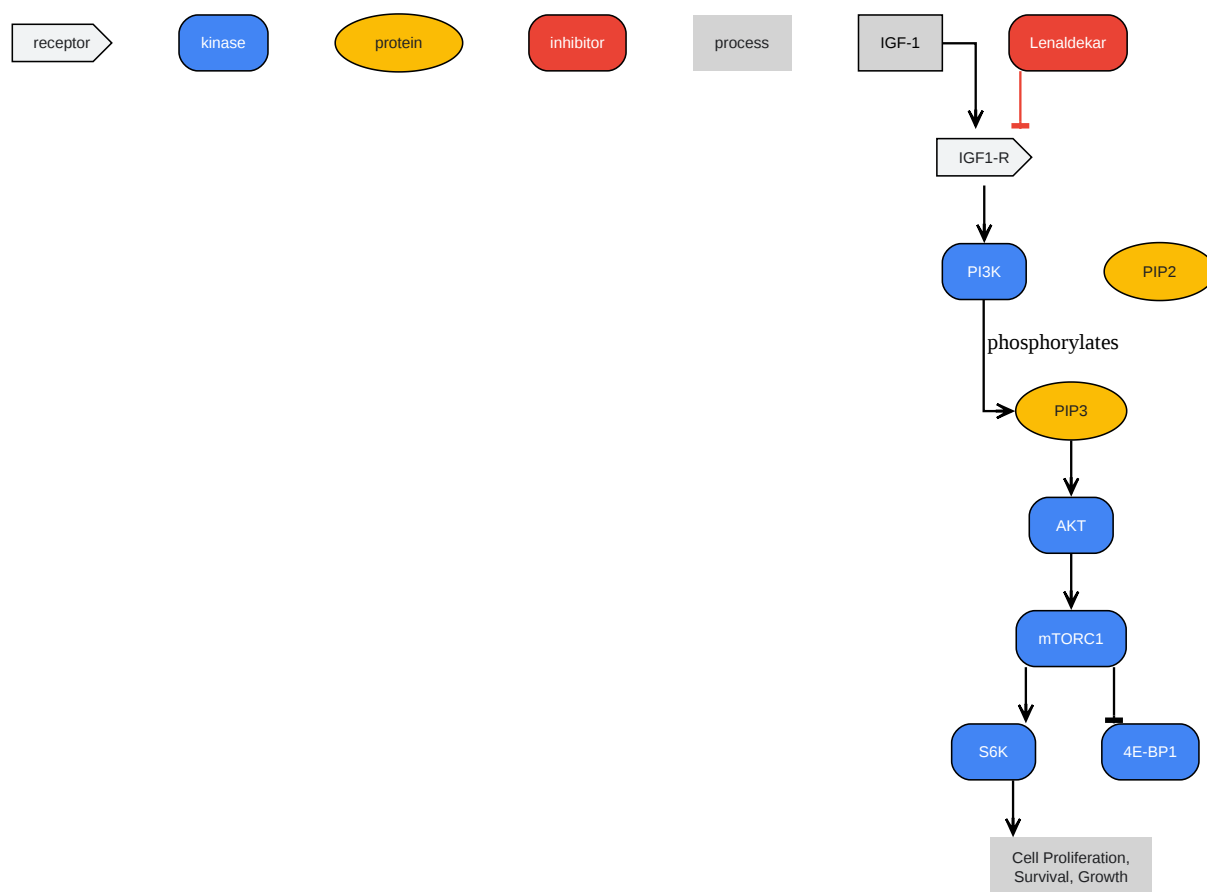 receptor
kinase
protein
inhibitor
process
IGF-1
Lenaldekar
IGF1-R
PI3K
PIP2
phosphorylates
PIP3
AKT
mTORC1
S6K
4E-BP1
Cell Proliferation,
Survival, Growth